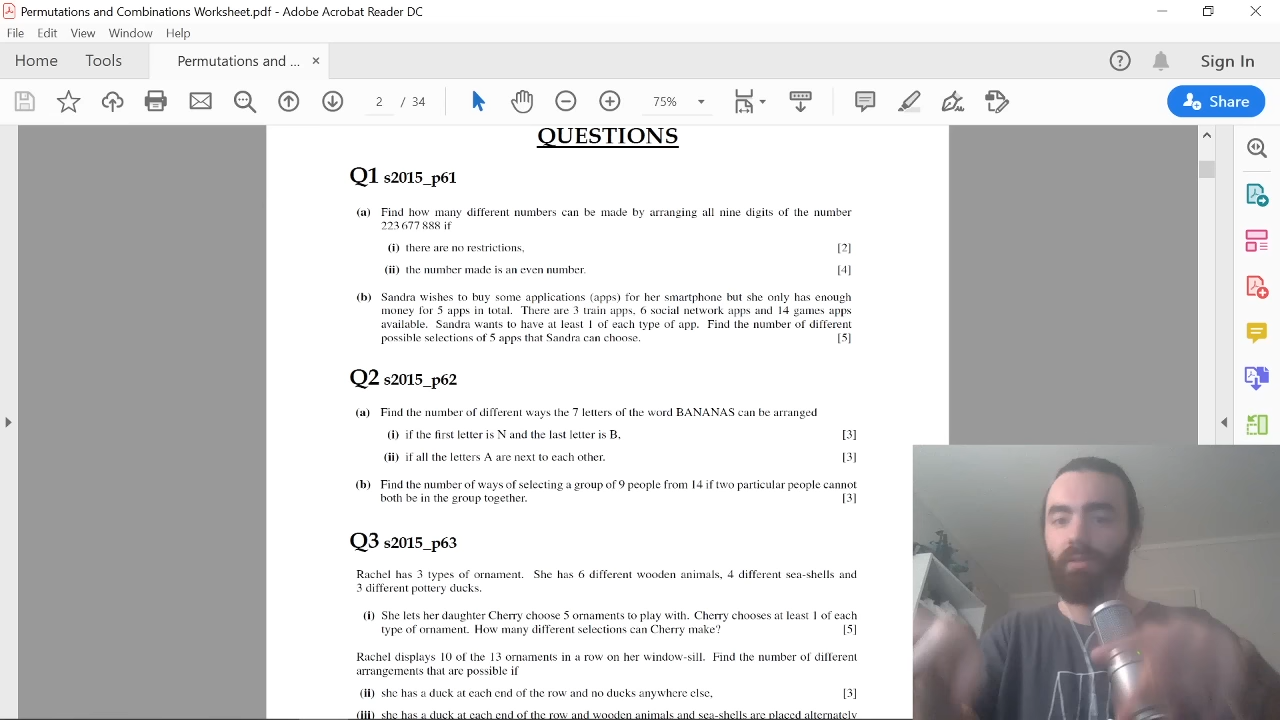 Permutations and Combinations Worksheet.pdf - Adobe Acrobat Reader DC
File Edit View Window Help
Home Tools Permutations and ... × Sign In
2 / 34 75% Share
QUESTIONS
Q1 s2015_p61
(a) Find how many different numbers can be made by arranging all nine digits of the number
223 677 888 if
(i) there are no restrictions, [2]
(ii) the number made is an even number. [4]
(b) Sandra wishes to buy some applications (apps) for her smartphone but she only has enough
money for 5 apps in total. There are 3 train apps, 6 social network apps and 14 games apps
available. Sandra wants to have at least 1 of each type of app. Find the number of different
possible selections of 5 apps that Sandra can choose. [5]
Q2 s2015_p62
(a) Find the number of different ways the 7 letters of the word BANANAS can be arranged
(i) if the first letter is N and the last letter is B, [3]
(ii) if all the letters A are next to each other. [3]
(b) Find the number of ways of selecting a group of 9 people from 14 if two particular people cannot
both be in the group together. [3]
Q3 s2015_p63
Rachel has 3 types of ornament. She has 6 different wooden animals, 4 different sea-shells and
3 different pottery ducks.
(i) She lets her daughter Cherry choose 5 ornaments to play with. Cherry chooses at least 1 of each
type of ornament. How many different selections can Cherry make? [5]
Rachel displays 10 of the 13 ornaments in a row on her window-sill. Find the number of different
arrangements that are possible if
(ii) she has a duck at each end of the row and no ducks anywhere else, [3]
(iii) she has a duck at each end of the row and wooden animals and sea-shells are placed alternately